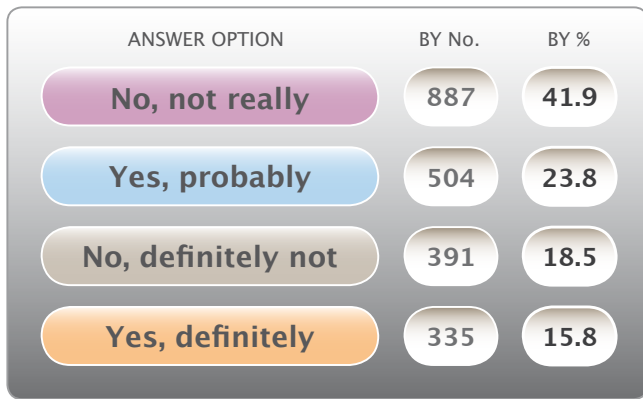 ANSWER OPTION BY No. BY %
No, not really 887 41.9
Yes, probably 504 23.8
No, definitely not 391 18.5
Yes, definitely 335 15.8